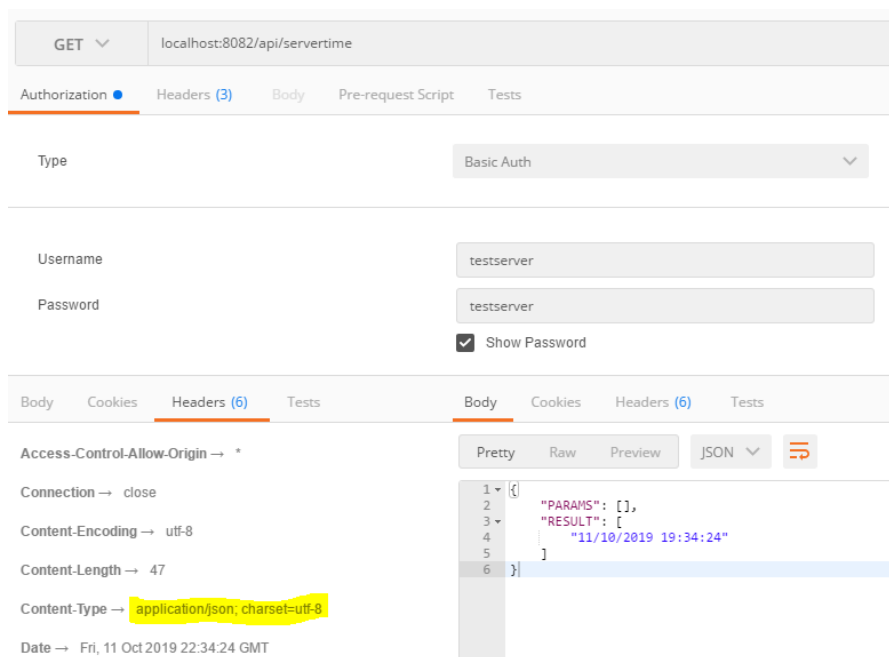 GET localhost:8082/api/servertime
Authorization Headers (3) Body Pre-request Script Tests
Type Basic Auth
Username testserver
Password testserver
Show Password
Body Cookies Headers (6) Tests
Access-Control-Allow-Origin → *
Connection → close
Content-Encoding → utf-8
Content-Length → 47
Content-Type → application/json; charset=utf-8
Date → Fri, 11 Oct 2019 22:34:24 GMT
Body Cookies Headers (6) Tests
Pretty Raw Preview JSON
1 {
2 "PARAMS": [],
3 "RESULT": [
4 "11/10/2019 19:34:24"
5 ]
6 }